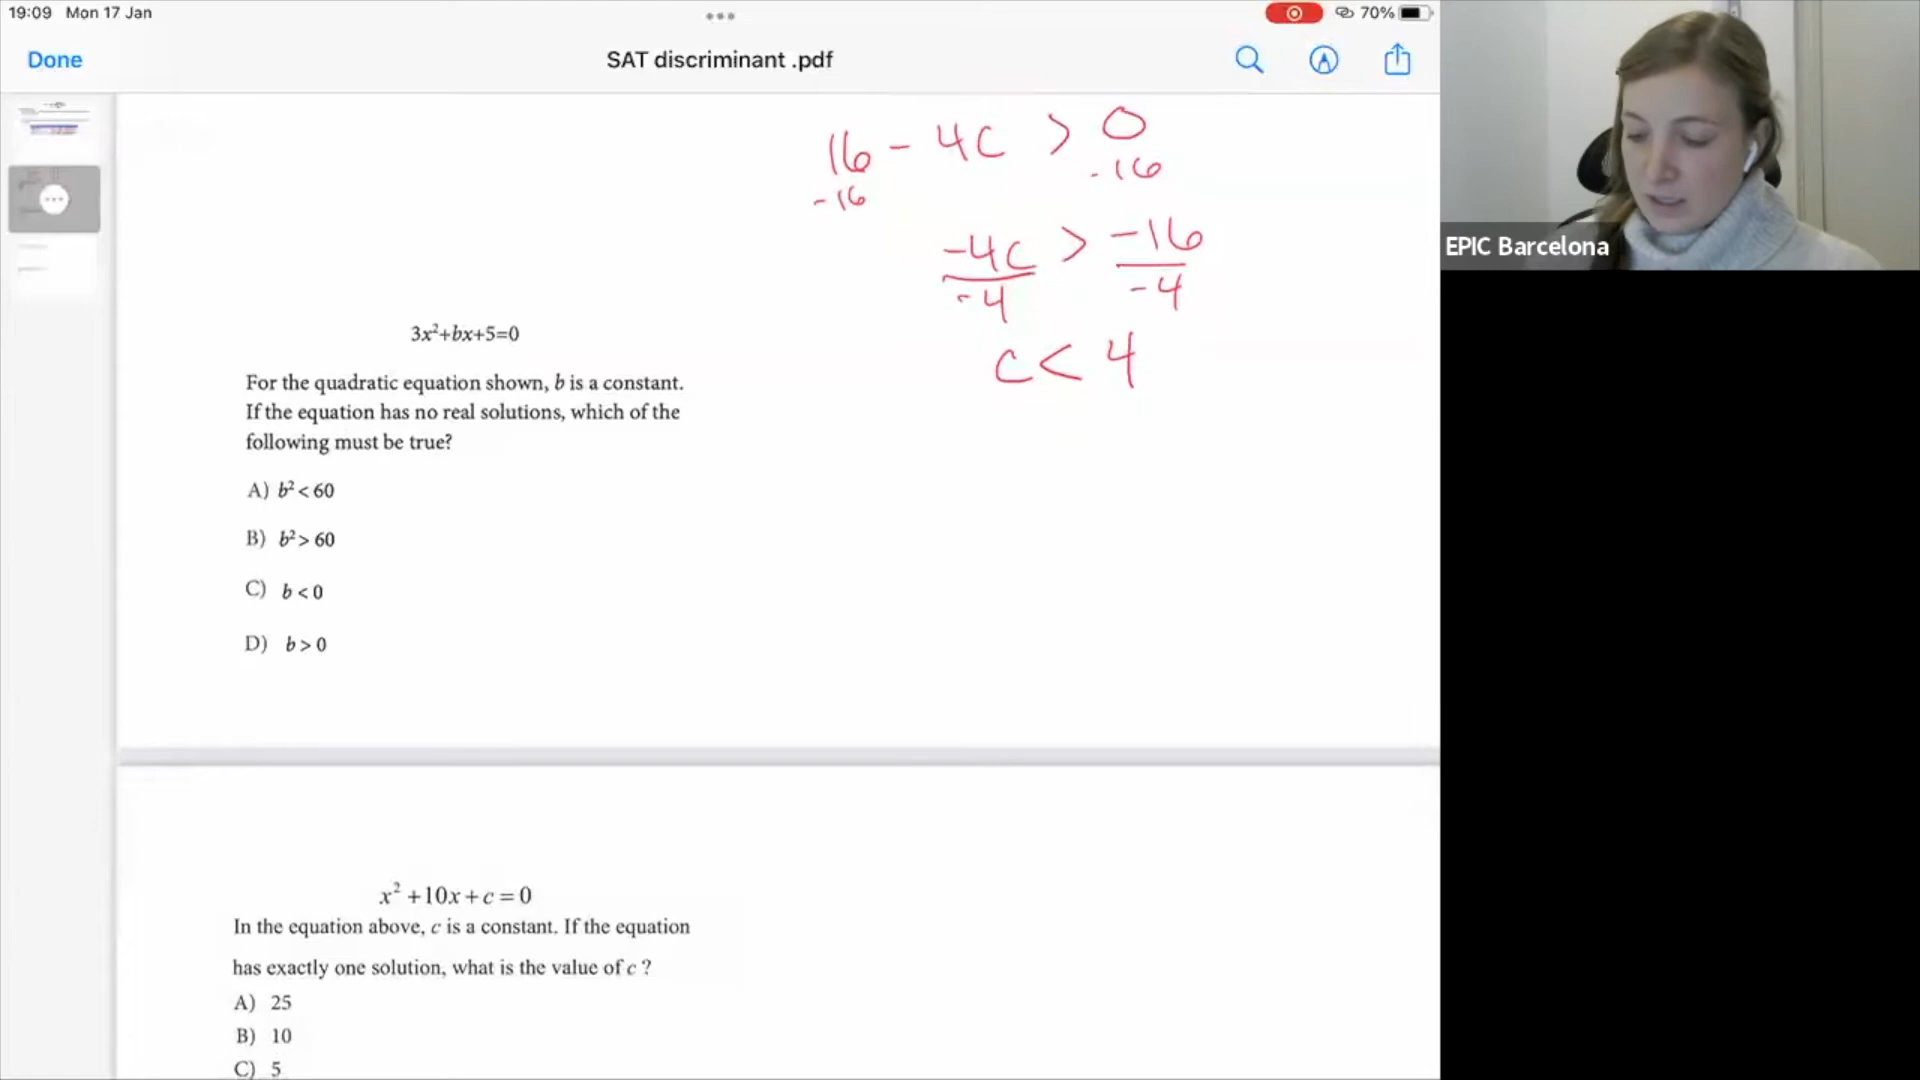 19:09 Mon 17 Jan
70%
Done
SAT discriminant .pdf
16 - 4c > 0
-16 -16
-4c > -16
-4 -4
c < 4
EPIC Barcelona
3x²+bx+5=0
For the quadratic equation shown, b is a constant.
If the equation has no real solutions, which of the
following must be true?
A) b² < 60
B) b² > 60
C) b < 0
D) b > 0
x² +10x + c = 0
In the equation above, c is a constant. If the equation
has exactly one solution, what is the value of c ?
A) 25
B) 10
C) 5